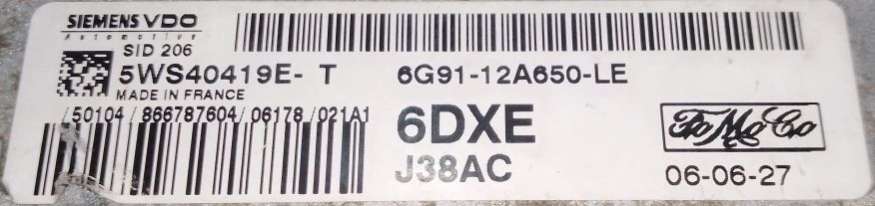 SIEMENS VDO
Automotive
SID 206
5WS40419E- T 6G91-12A650-LE
MADE IN FRANCE
/50104 / 866787604 / 06178 / 021A1
6DXE
FoMoCo
J38AC
06-06-27